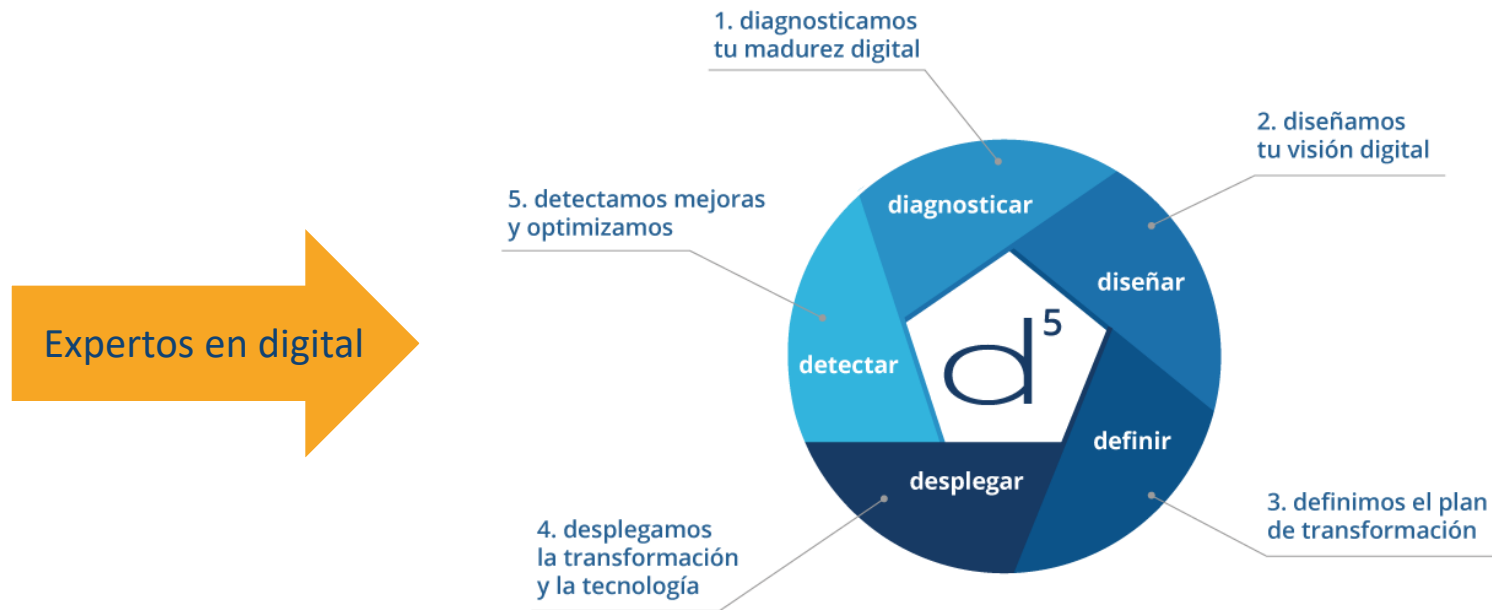 1. diagnosticamos
tu madurez digital
2. diseñamos
tu visión digital
5. detectamos mejoras
y optimizamos
diagnosticar
diseñar
Expertos en digital
detectar
d⁵
definir
desplegar
3. definimos el plan
de transformación
4. desplegamos
la transformación
y la tecnología